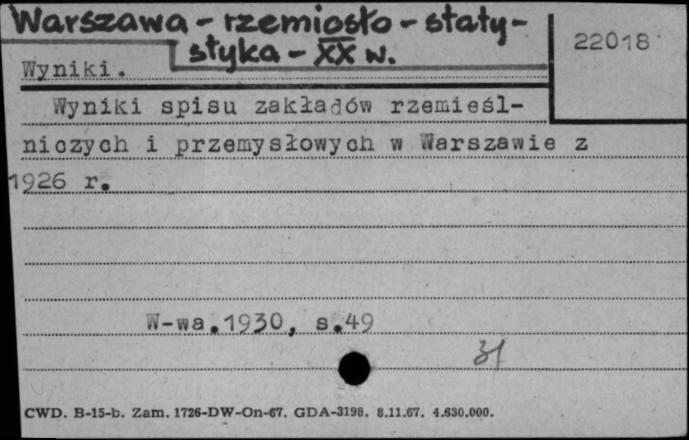 Warszawa - rzemiosło - staty-
styka - XX w.
22018
Wyniki.
Wyniki spisu zakładów rzemieśl-
niczych i przemysłowych w Warszawie z
1926 r.
W-wa.1930, s.49
31
CWD. B-15-b. Zam. 1726-DW-On-67. GDA-3198. 8.11.67. 4.630.000.